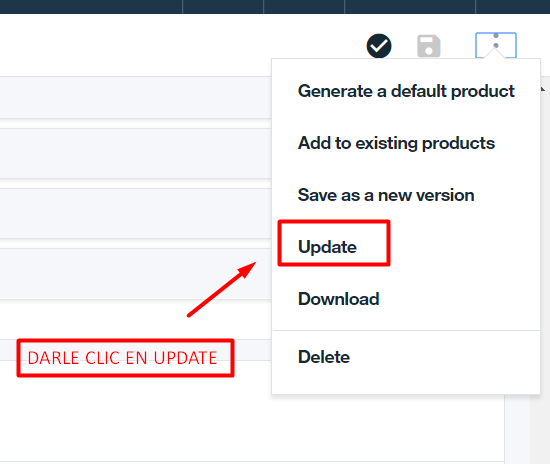 Generate a default product
Add to existing products
Save as a new version
Update
Download
DARLE CLIC EN UPDATE
Delete